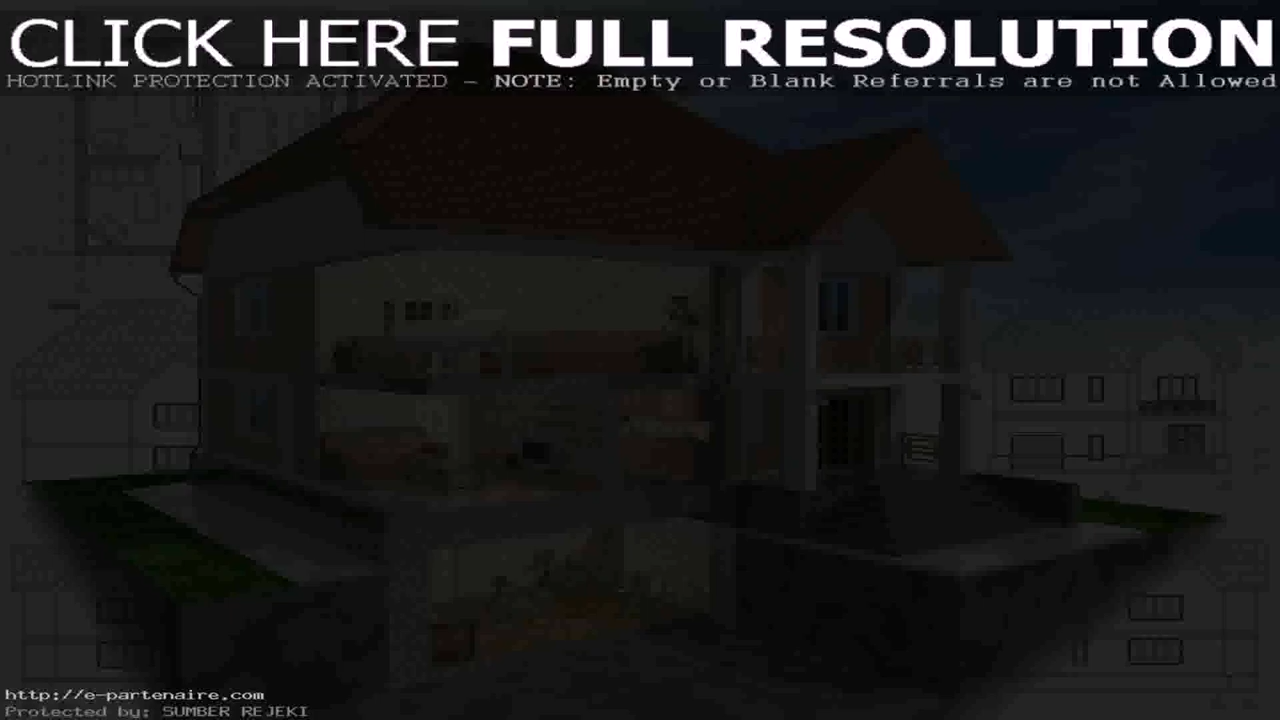 CLICK HERE FULL RESOLUTION
HOTLINK PROTECTION ACTIVATED - NOTE: Empty or Blank Referrals are not Allowed
http://e-partenaire.com
Protected by: SUMBER REJEKI